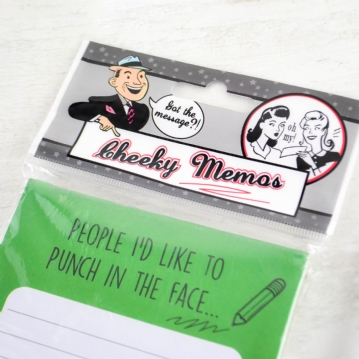 Got the
message?!
oh
my!
Cheeky Memos
PEOPLE I'D LIKE TO
PUNCH IN THE FACE...